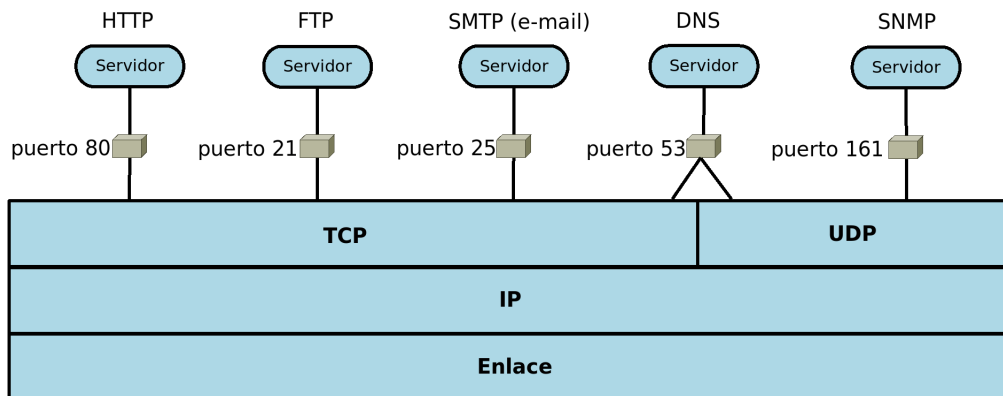 HTTP
FTP
SMTP (e-mail)
DNS
SNMP
Servidor
Servidor
Servidor
Servidor
Servidor
puerto 80
puerto 21
puerto 25
puerto 53
puerto 161
TCP
UDP
IP
Enlace